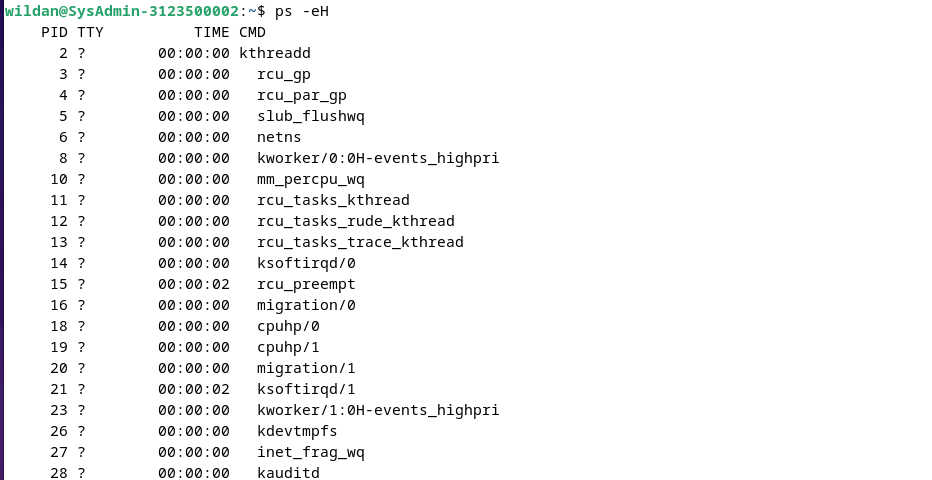 wildan@SysAdmin-3123500002:~$ ps -eH
    PID TTY          TIME CMD
      2 ?        00:00:00 kthreadd
      3 ?        00:00:00   rcu_gp
      4 ?        00:00:00   rcu_par_gp
      5 ?        00:00:00   slub_flushwq
      6 ?        00:00:00   netns
      8 ?        00:00:00   kworker/0:0H-events_highpri
     10 ?        00:00:00   mm_percpu_wq
     11 ?        00:00:00   rcu_tasks_kthread
     12 ?        00:00:00   rcu_tasks_rude_kthread
     13 ?        00:00:00   rcu_tasks_trace_kthread
     14 ?        00:00:00   ksoftirqd/0
     15 ?        00:00:02   rcu_preempt
     16 ?        00:00:00   migration/0
     18 ?        00:00:00   cpuhp/0
     19 ?        00:00:00   cpuhp/1
     20 ?        00:00:00   migration/1
     21 ?        00:00:02   ksoftirqd/1
     23 ?        00:00:00   kworker/1:0H-events_highpri
     26 ?        00:00:00   kdevtmpfs
     27 ?        00:00:00   inet_frag_wq
     28 ?        00:00:00   kauditd